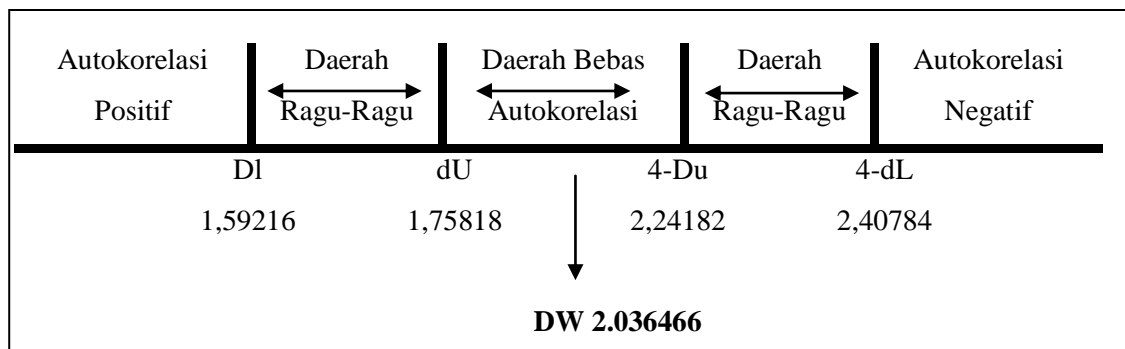 Autokorelasi Daerah Daerah Bebas Daerah Autokorelasi
Positif Ragu-Ragu Autokorelasi Ragu-Ragu Negatif
Dl dU 4-Du 4-dL
1,59216 1,75818 2,24182 2,40784
DW 2.036466